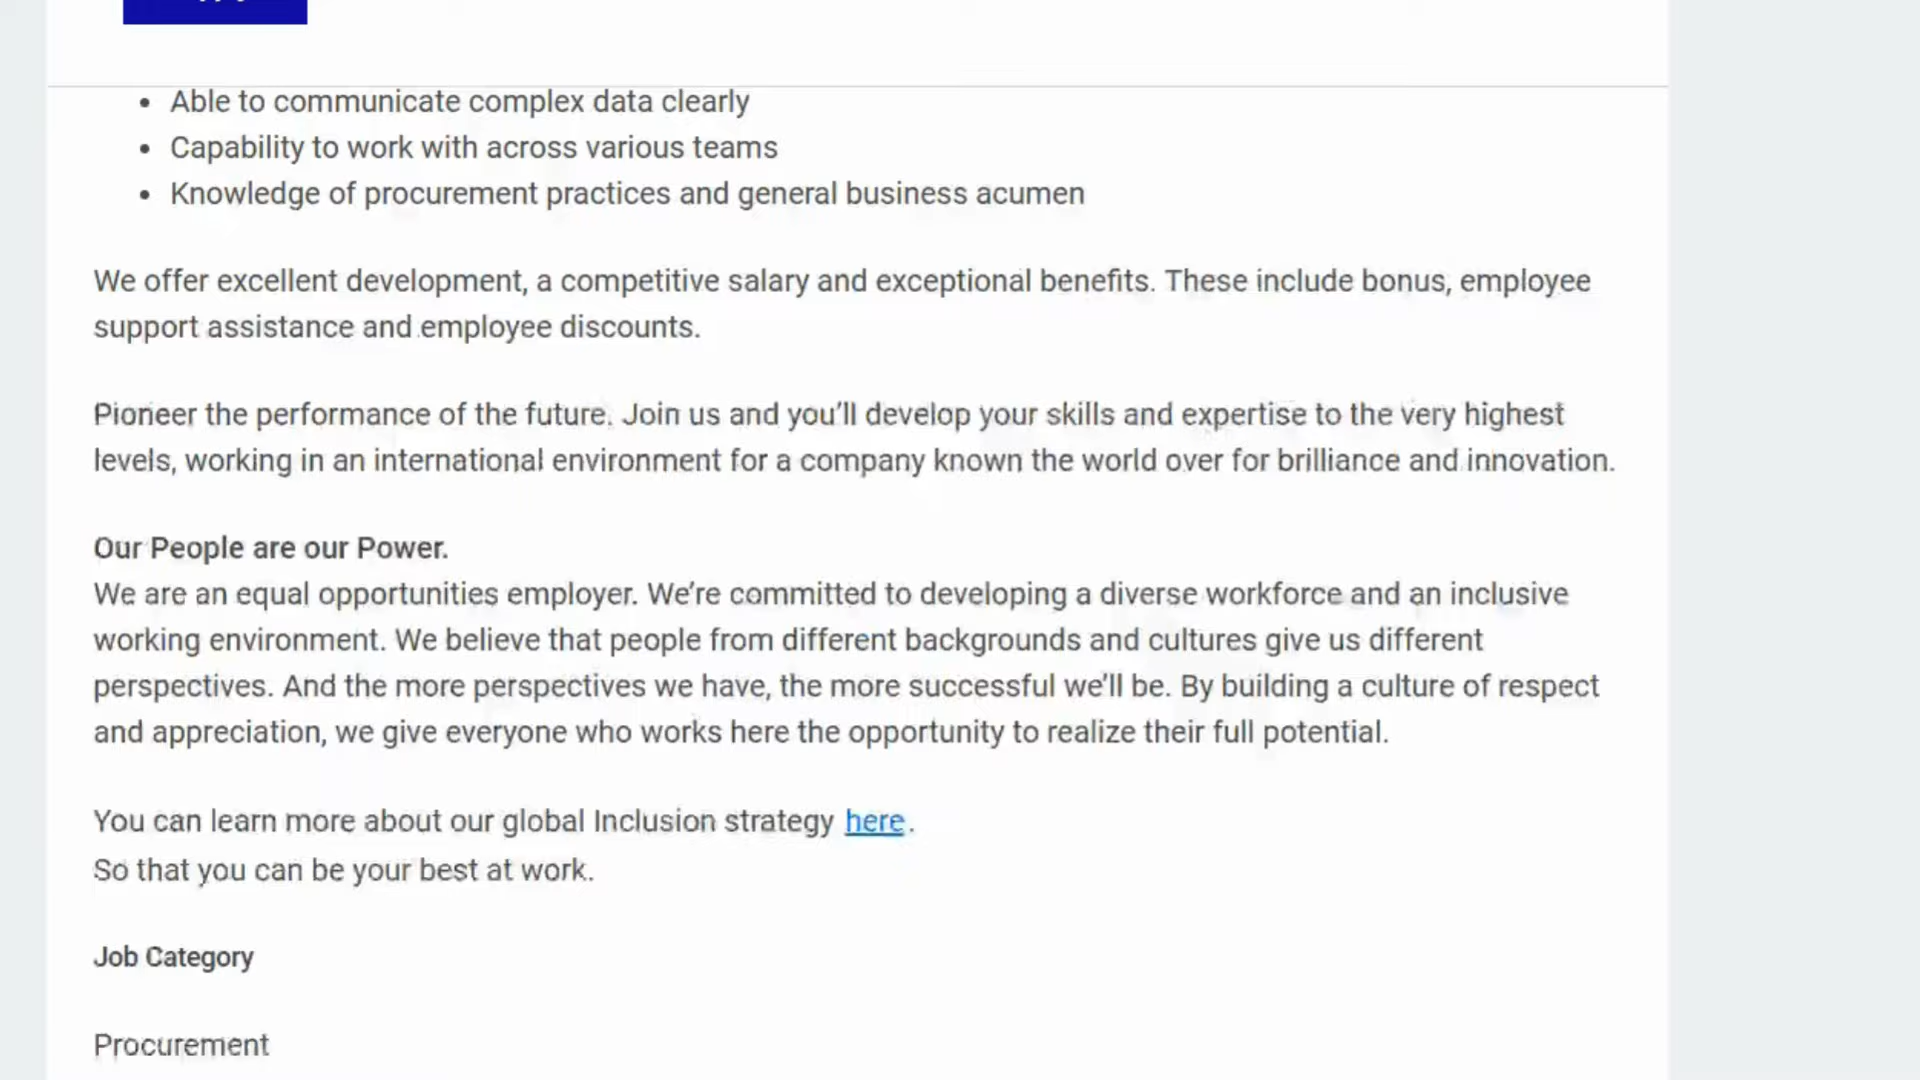 Able to communicate complex data clearly
Capability to work with across various teams
Knowledge of procurement practices and general business acumen
We offer excellent development, a competitive salary and exceptional benefits. These include bonus, employee
support assistance and employee discounts.
Pioneer the performance of the future. Join us and you’ll develop your skills and expertise to the very highest
levels, working in an international environment for a company known the world over for brilliance and innovation.
Our People are our Power.
We are an equal opportunities employer. We’re committed to developing a diverse workforce and an inclusive
working environment. We believe that people from different backgrounds and cultures give us different
perspectives. And the more perspectives we have, the more successful we’ll be. By building a culture of respect
and appreciation, we give everyone who works here the opportunity to realize their full potential.
You can learn more about our global Inclusion strategy here.
So that you can be your best at work.
Job Category
Procurement